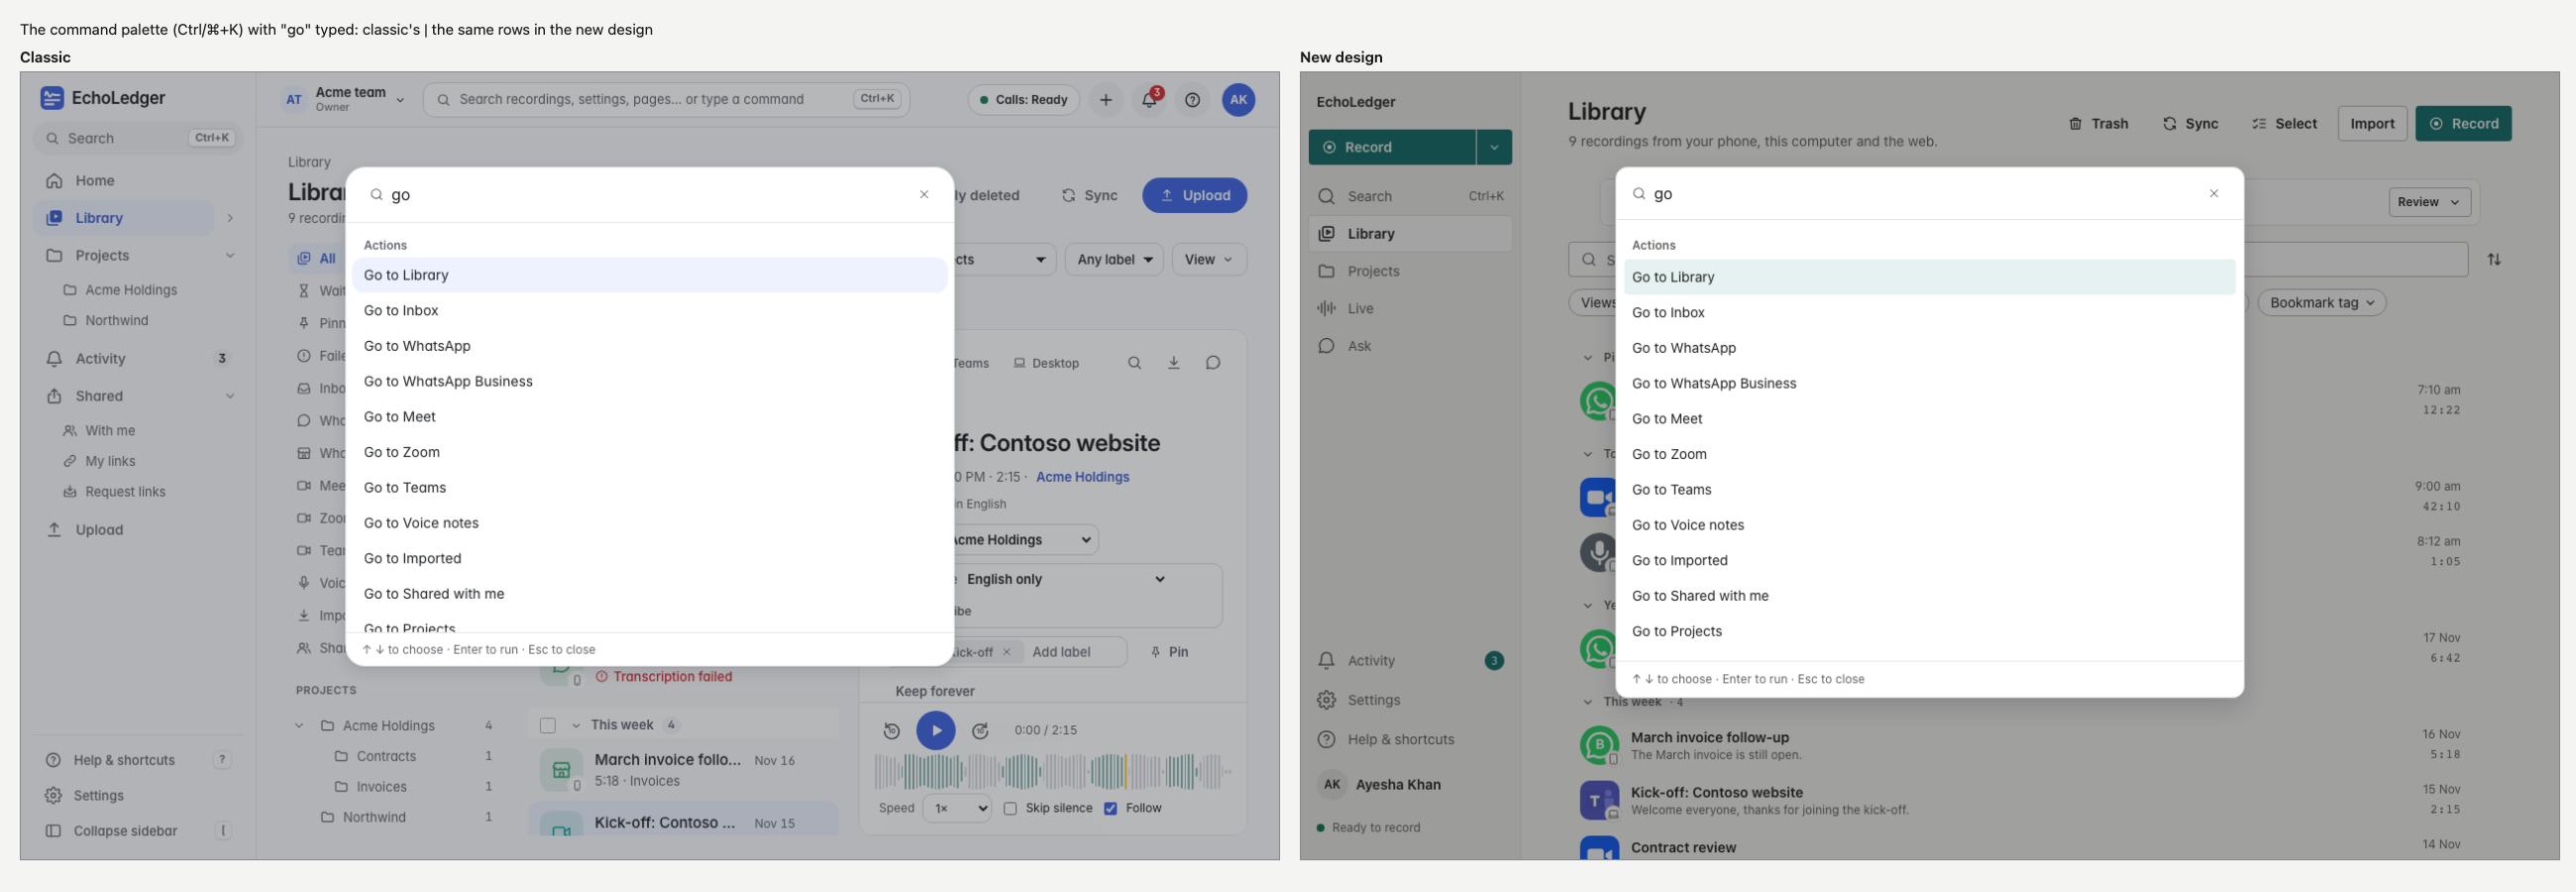 The command palette (Ctrl/⌘+K) with "go" typed: classic's | the same rows in the new design
Classic
EchoLedger
Search Ctrl+K
Home
Library
Projects
Acme Holdings
Northwind
Activity 3
Shared
With me
My links
Request links
Upload
Help & shortcuts ?
Settings
Collapse sidebar [
AT Acme team
Owner
Search recordings, settings, pages... or type a command Ctrl+K
Calls: Ready
3
AK
Library
9
Sync
Upload
All
Any label
View
PROJECTS
Acme Holdings 4
Contracts 1
Invoices 1
Northwind 1
go
Actions
Go to Library
Go to Inbox
Go to WhatsApp
Go to WhatsApp Business
Go to Meet
Go to Zoom
Go to Teams
Go to Voice notes
Go to Imported
Go to Shared with me
Go to Projects
↑ ↓ to choose · Enter to run · Esc to close
Transcription failed
This week 4
March invoice follo... Nov 16
5:18 · Invoices
Kick-off: Contoso ... Nov 15
Teams Desktop
ff: Contoso website
0 PM · 2:15 · Acme Holdings
in English
Acme Holdings
English only
ick-off × Add label Pin
Keep forever
0:00 / 2:15
Speed 1× Skip silence Follow
New design
EchoLedger
Record
Search Ctrl+K
Library
Projects
Live
Ask
Activity 3
Settings
Help & shortcuts
AK Ayesha Khan
Ready to record
Library
9 recordings from your phone, this computer and the web.
Trash Sync Select Import Record
Review
Views
Bookmark tag
go
Actions
Go to Library
Go to Inbox
Go to WhatsApp
Go to WhatsApp Business
Go to Meet
Go to Zoom
Go to Teams
Go to Voice notes
Go to Imported
Go to Shared with me
Go to Projects
↑ ↓ to choose · Enter to run · Esc to close
7:10 am
12:22
9:00 am
42:10
8:12 am
1:05
17 Nov
6:42
This week · 4
March invoice follow-up 16 Nov
The March invoice is still open. 5:18
Kick-off: Contoso website 15 Nov
Welcome everyone, thanks for joining the kick-off. 2:15
Contract review 14 Nov